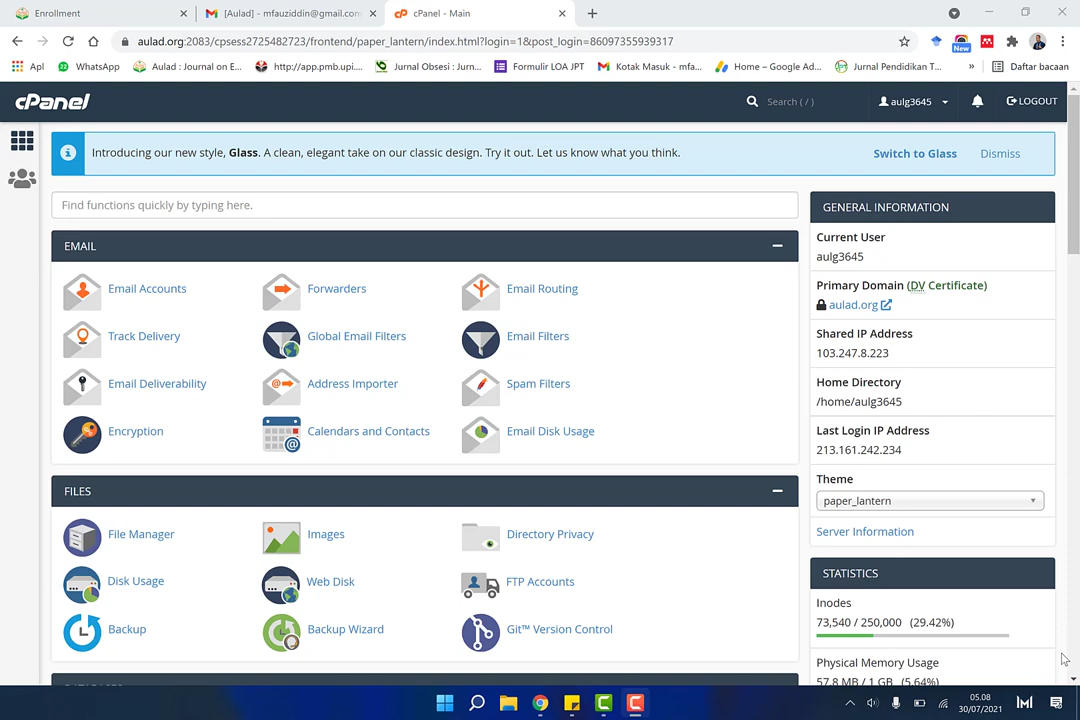 Enrollment
[Aulad] - mfauziddin@gmail.com
cPanel - Main
aulad.org:2083/cpsess2725482723/frontend/paper_lantern/index.html?login=1&post_login=86097355939317
New
Apl
WhatsApp
Aulad : Journal on E...
http://app.pmb.upi....
Jurnal Obsesi : Jurn...
Formulir LOA JPT
Kotak Masuk - mfa...
Home – Google Ad...
Jurnal Pendidikan T...
»
Daftar bacaan
cPanel
Search ( / )
aulg3645
LOGOUT
Introducing our new style, Glass. A clean, elegant take on our classic design. Try it out. Let us know what you think.
Switch to Glass
Dismiss
Find functions quickly by typing here.
EMAIL
Email Accounts
Forwarders
Email Routing
Track Delivery
Global Email Filters
Email Filters
Email Deliverability
Address Importer
Spam Filters
Encryption
Calendars and Contacts
Email Disk Usage
FILES
File Manager
Images
Directory Privacy
Disk Usage
Web Disk
FTP Accounts
Backup
Backup Wizard
Git™ Version Control
GENERAL INFORMATION
Current User
aulg3645
Primary Domain (DV Certificate)
aulad.org
Shared IP Address
103.247.8.223
Home Directory
/home/aulg3645
Last Login IP Address
213.161.242.234
Theme
paper_lantern
Server Information
STATISTICS
Inodes
73,540 / 250,000 (29.42%)
Physical Memory Usage
57.8 MB / 1 GB (5.64%)
05.08
30/07/2021